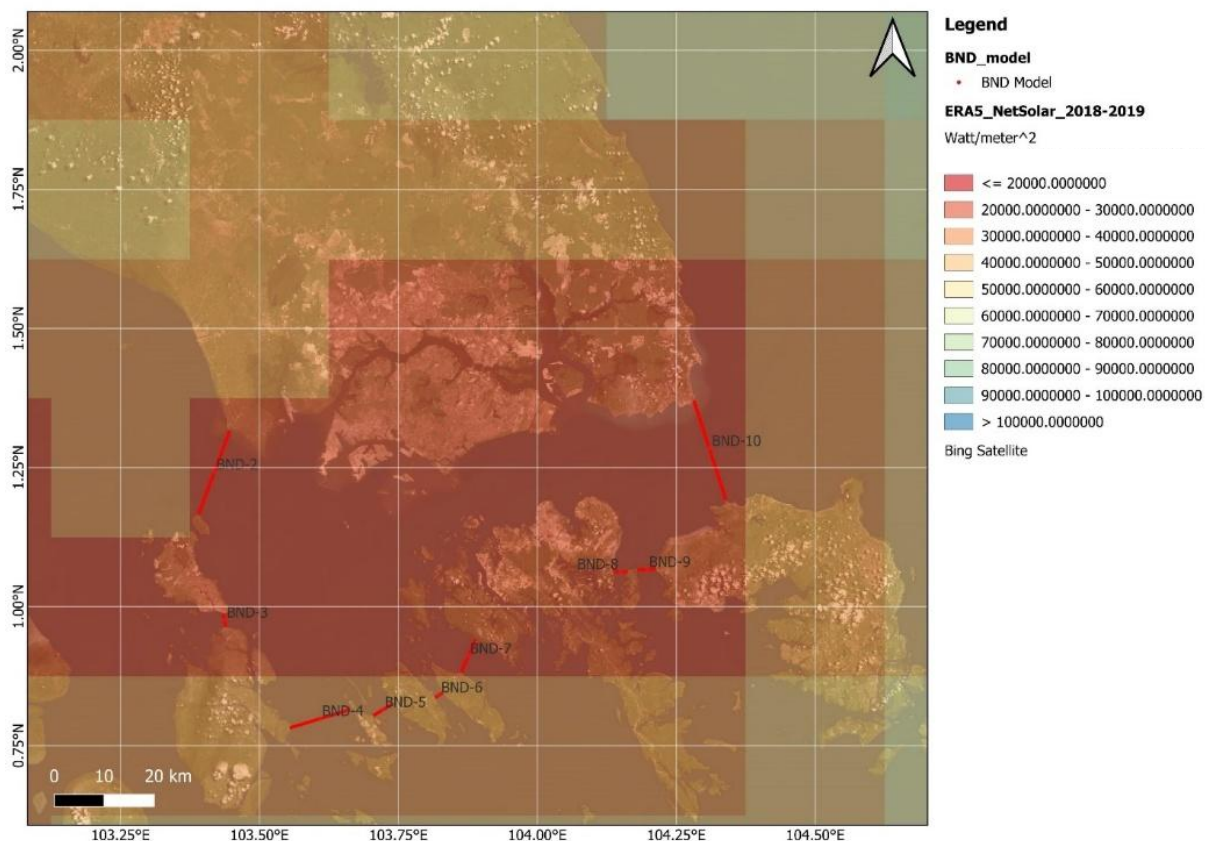 Legend
BND_model
BND Model
ERA5_NetSolar_2018-2019
Watt/meter^2
<= 20000.0000000
20000.0000000 - 30000.0000000
30000.0000000 - 40000.0000000
40000.0000000 - 50000.0000000
50000.0000000 - 60000.0000000
60000.0000000 - 70000.0000000
70000.0000000 - 80000.0000000
80000.0000000 - 90000.0000000
90000.0000000 - 100000.0000000
> 100000.0000000
Bing Satellite
2.00°N
1.75°N
1.50°N
1.25°N
1.00°N
0.75°N
BND-10
BND-2
BND-8
BND-9
BND-3
BND-7
BND-6
BND-5
BND-4
0 10 20 km
103.25°E 103.50°E 103.75°E 104.00°E 104.25°E 104.50°E